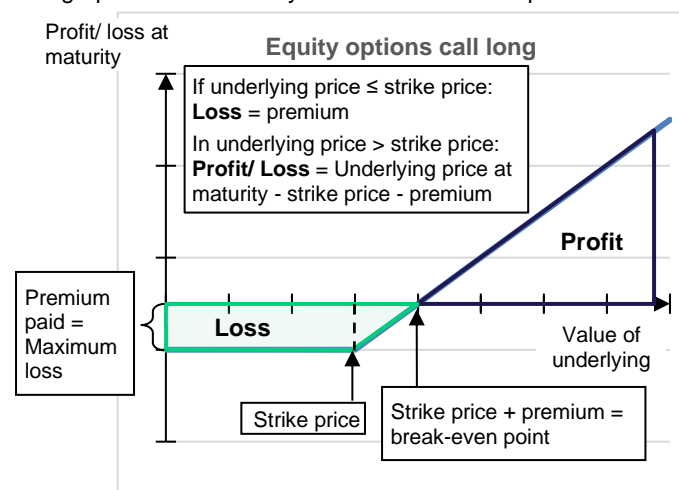 Profit/ loss at
maturity
Equity options call long
If underlying price ≤ strike price:
Loss = premium
In underlying price > strike price:
Profit/ Loss = Underlying price at
maturity - strike price - premium
Profit
Premium
paid =
Maximum
loss
Loss
Value of
underlying
Strike price
Strike price + premium =
break-even point